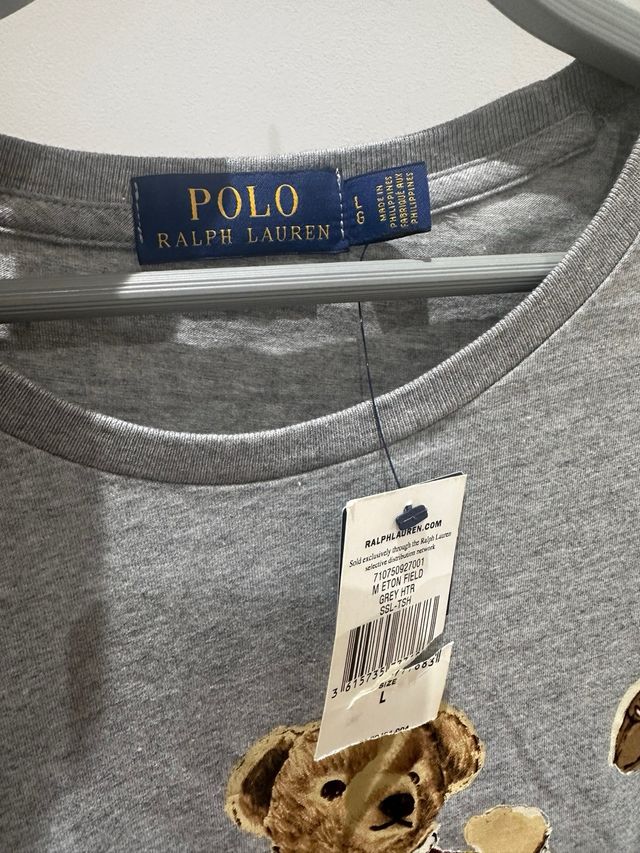 POLO
RALPH LAUREN
L
G
MADE IN
PHILIPPINES
FABRIQUÉ AUX
PHILIPPINES
RALPHLAUREN.COM
Sold exclusively through the Ralph Lauren
selective distribution network
710750927001
M ETON FIELD
GREY HTR
SSL-TSH
SIZE
L